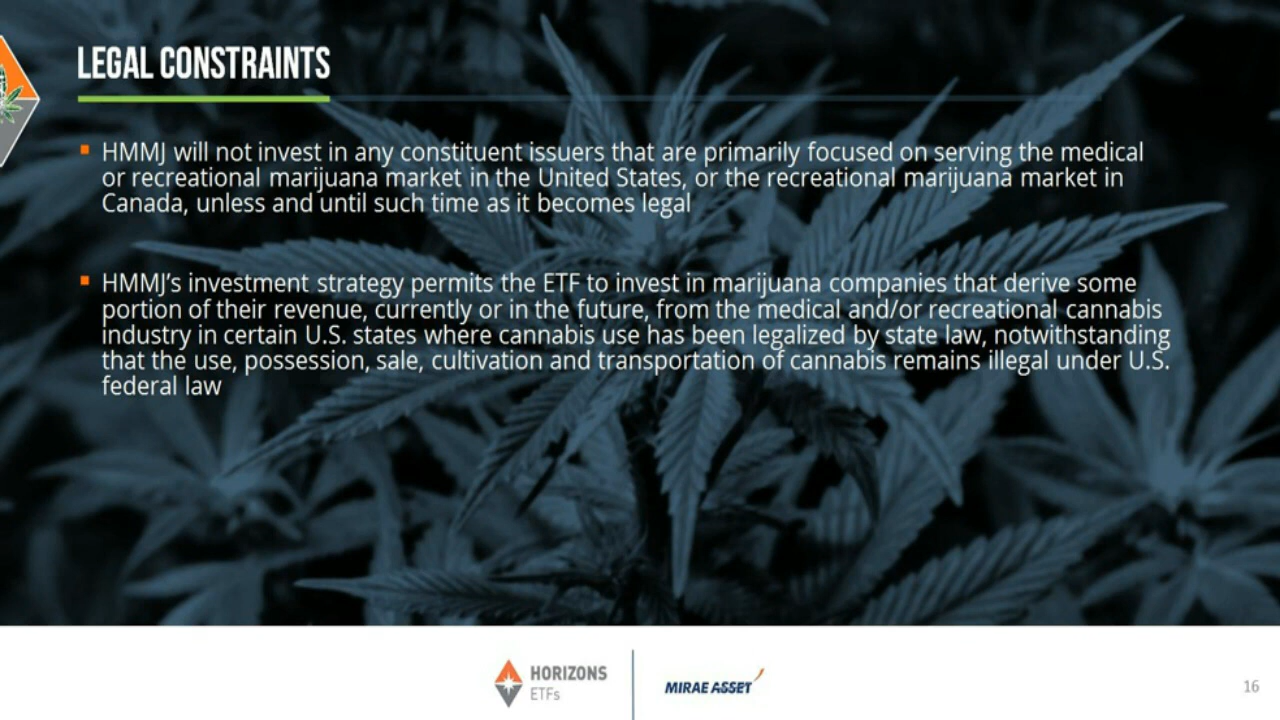 LEGAL CONSTRAINTS
HMMJ will not invest in any constituent issuers that are primarily focused on serving the medical
or recreational marijuana market in the United States, or the recreational marijuana market in
Canada, unless and until such time as it becomes legal
HMMJ's investment strategy permits the ETF to invest in marijuana companies that derive some
portion of their revenue, currently or in the future, from the medical and/or recreational cannabis
industry in certain U.S. states where cannabis use has been legalized by state law, notwithstanding
that the use, possession, sale, cultivation and transportation of cannabis remains illegal under U.S.
federal law
HORIZONS
ETFs
MIRAE ASSET
16